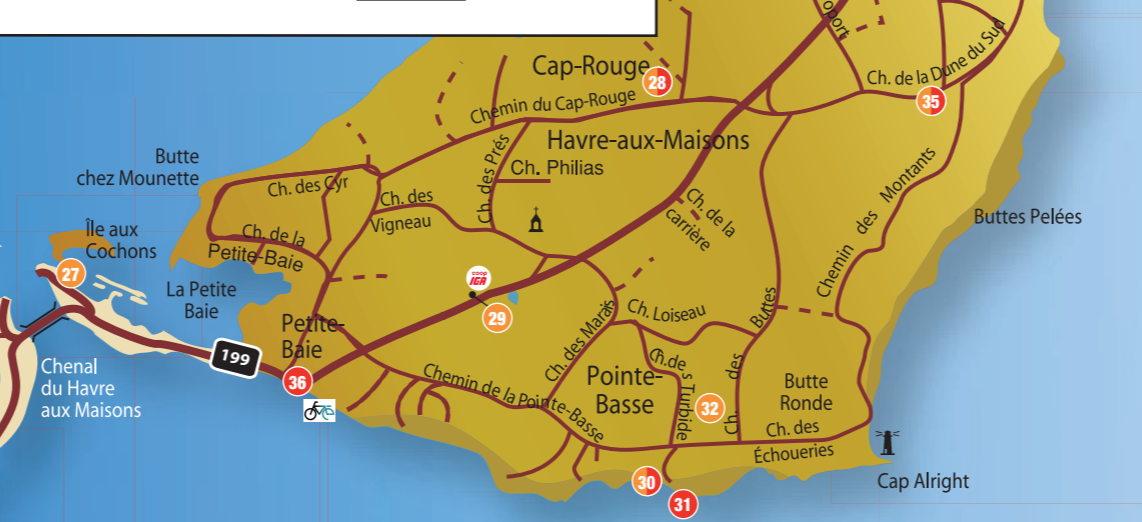 oport
Cap-Rouge
28
Ch. de la Dune du Sud
35
Chemin du Cap-Rouge
Havre-aux-Maisons
Butte
chez Mounette
Ch. des Cyr
Ch. des Prés
Ch. Philias
Ch. des
Vigneau
Ch. de la
carrière
Chemin des Montants
Buttes Pelées
Île aux
Cochons
27
Ch. de la
Petite-Baie
La Petite
Baie
coop
IGA
29
Petite-
Baie
199
36
Chenal
du Havre
aux Maisons
Ch. des Marais
Ch. Loiseau
Ch. des Buttes
Chemin de la Pointe-Basse
Pointe-
Basse
Ch. des Turbide
32
Butte
Ronde
Ch. des
Échoueries
30
31
Cap Alright